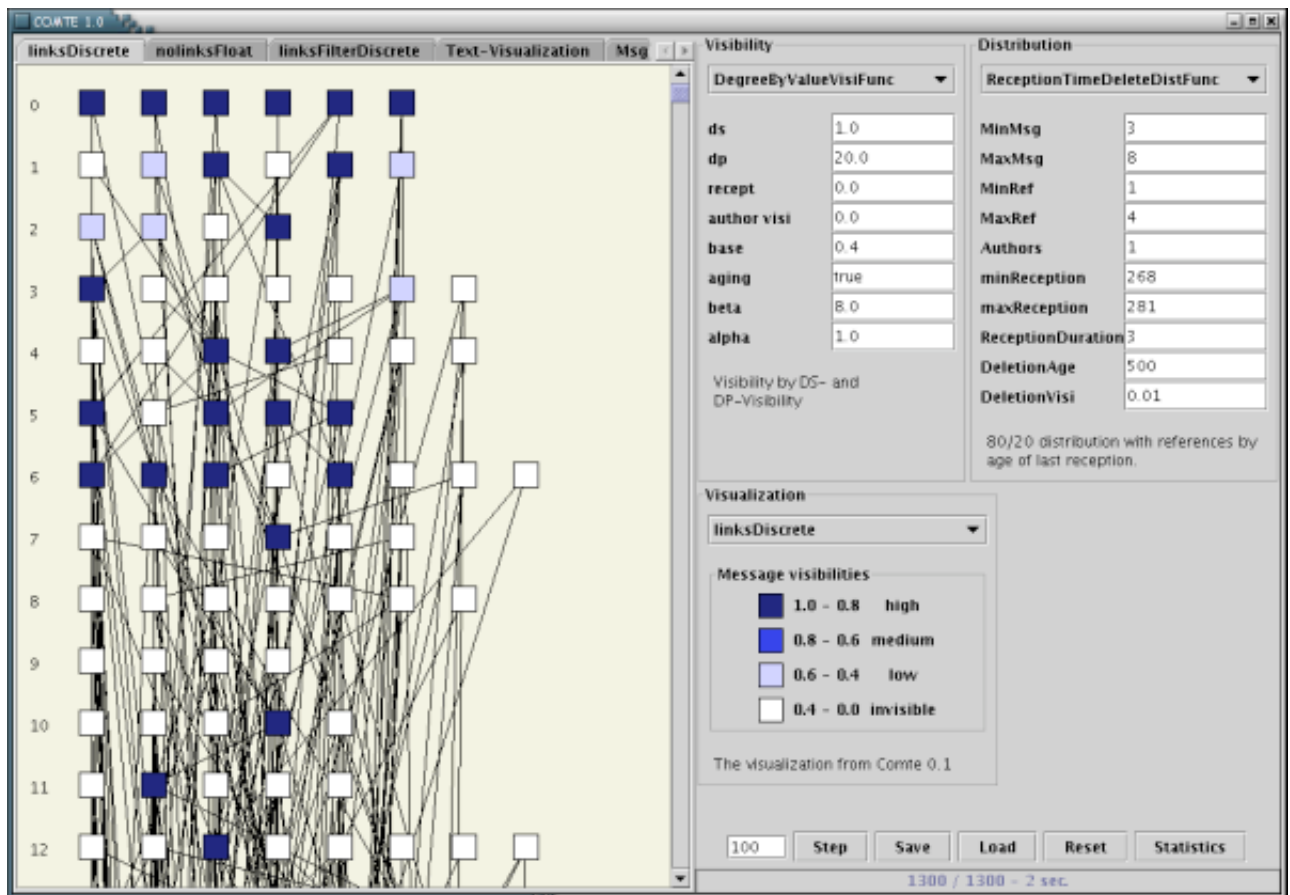 COMTE 1.0
linksDiscrete nolinksFloat linksFilterDiscrete Text-Visualization Msg
0
1
2
3
4
5
6
7
8
9
10
11
12
Visibility
DegreeByValueVisiFunc
ds 1.0
dp 20.0
recept 0.0
author visi 0.0
base 0.4
aging true
beta 8.0
alpha 1.0
Visibility by DS- and
DP-Visibility
Distribution
ReceptionTimeDeleteDistFunc
MinMsg 3
MaxMsg 8
MinRef 1
MaxRef 4
Authors 1
minReception 268
maxReception 281
ReceptionDuration 3
DeletionAge 500
DeletionVisi 0.01
80/20 distribution with references by
age of last reception.
Visualization
linksDiscrete
Message visibilities
1.0 - 0.8 high
0.8 - 0.6 medium
0.6 - 0.4 low
0.4 - 0.0 invisible
The visualization from Comte 0.1
100 Step Save Load Reset Statistics
1300 / 1300 - 2 sec.